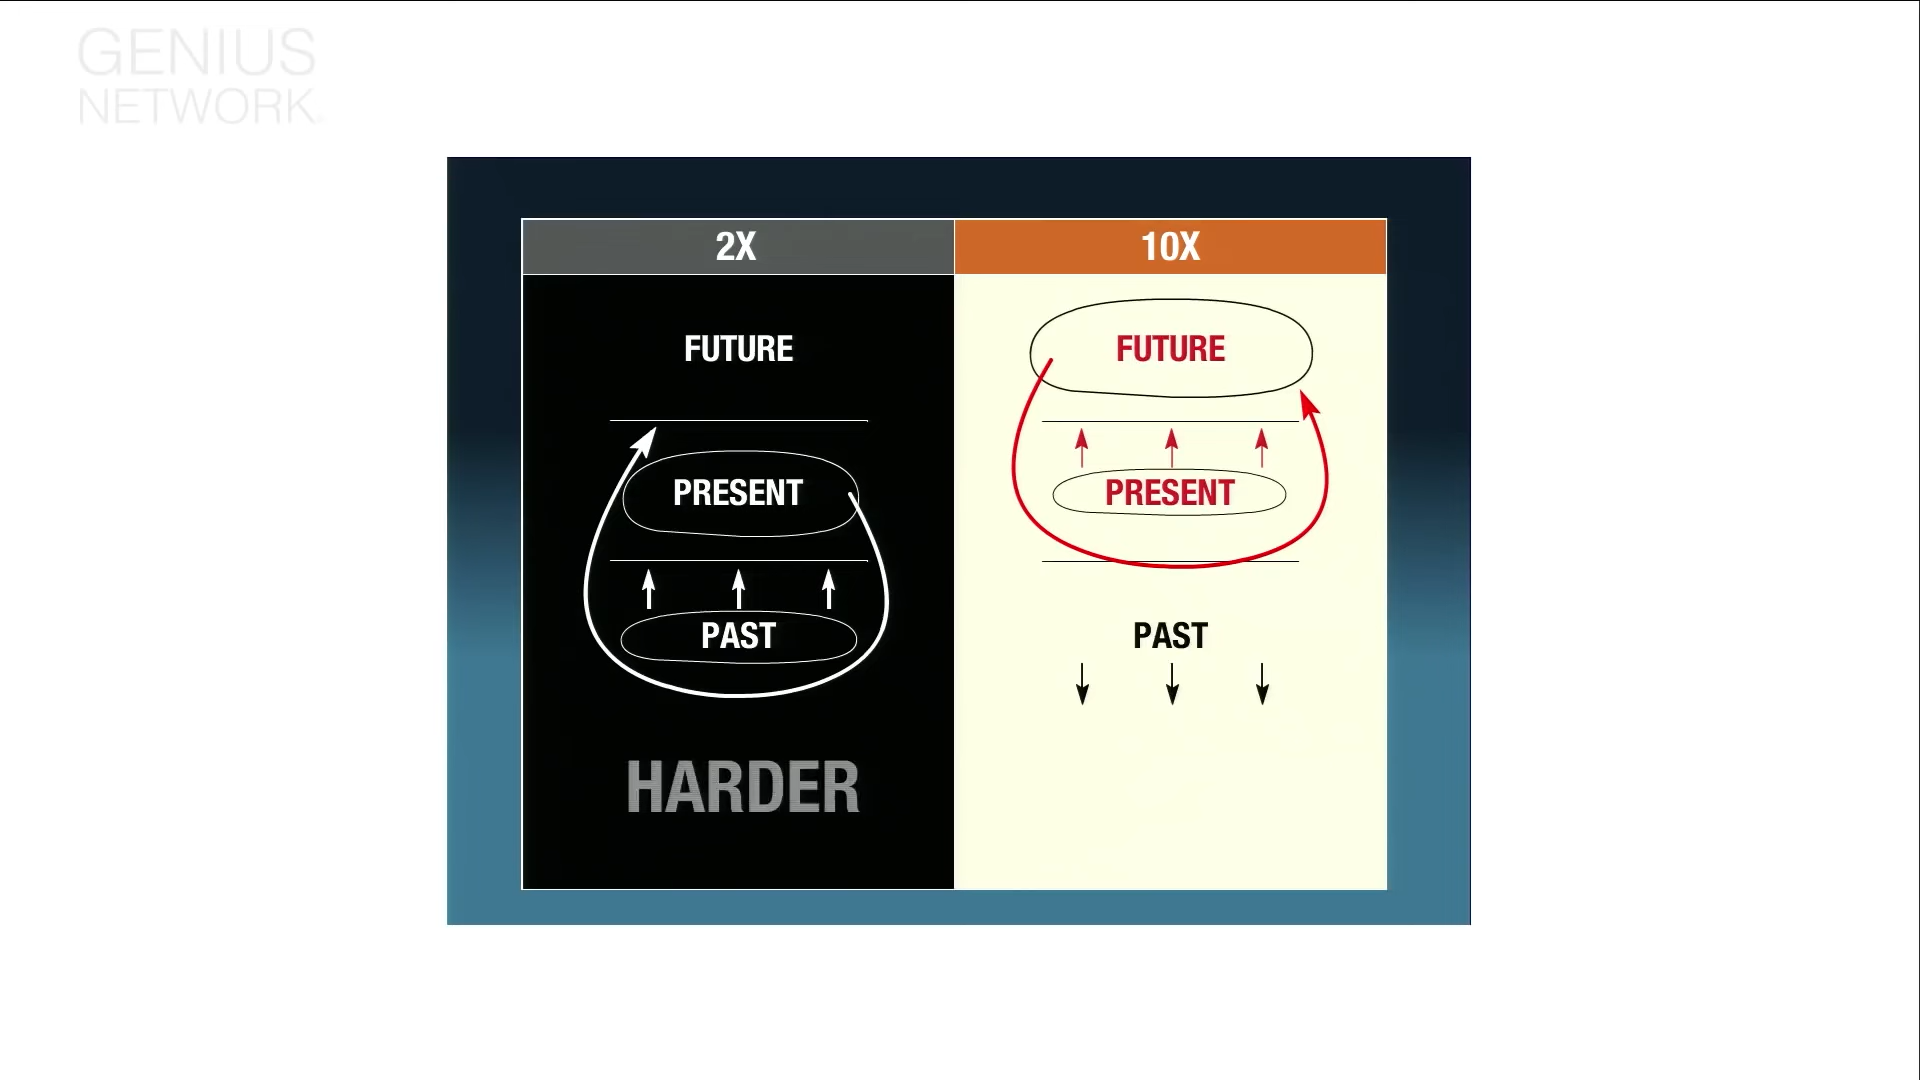 GENIUS
NETWORK®
2X
FUTURE
PRESENT
PAST
HARDER
10X
FUTURE
PRESENT
PAST